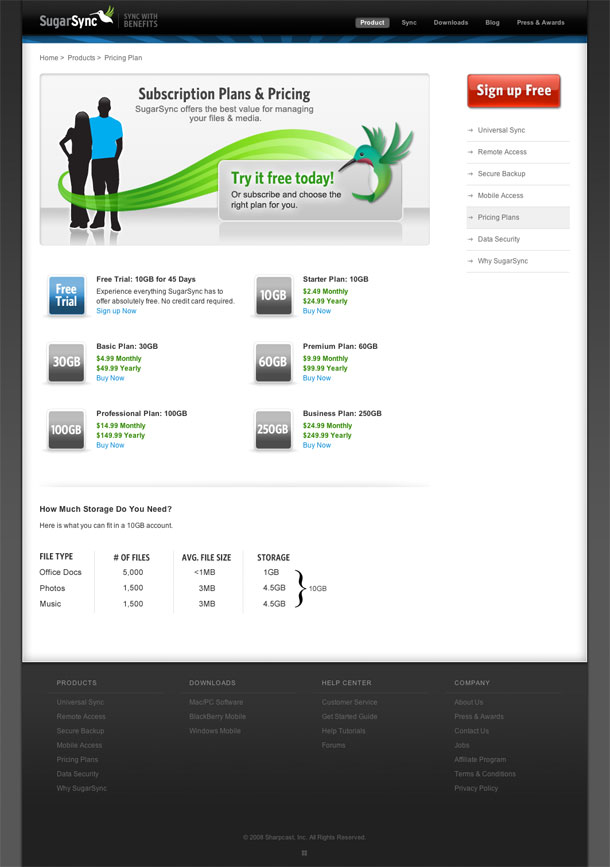 SugarSync
SYNC WITH
BENEFITS
Product Sync Downloads Blog Press & Awards
Home > Products > Pricing Plan
Subscription Plans & Pricing
SugarSync offers the best value for managing
your files & media.
Try it free today!
Or subscribe and choose the
right plan for you.
Sign up Free
Universal Sync
Remote Access
Secure Backup
Mobile Access
Pricing Plans
Data Security
Why SugarSync
Free
Trial
Free Trial: 10GB for 45 Days
Experience everything SugarSync has to
offer absolutely free. No credit card required.
Sign up Now
10GB
Starter Plan: 10GB
$2.49 Monthly
$24.99 Yearly
Buy Now
30GB
Basic Plan: 30GB
$4.99 Monthly
$49.99 Yearly
Buy Now
60GB
Premium Plan: 60GB
$9.99 Monthly
$99.99 Yearly
Buy Now
100GB
Professional Plan: 100GB
$14.99 Monthly
$149.99 Yearly
Buy Now
250GB
Business Plan: 250GB
$24.99 Monthly
$249.99 Yearly
Buy Now
How Much Storage Do You Need?
Here is what you can fit in a 10GB account.
FILE TYPE # OF FILES AVG. FILE SIZE STORAGE
Office Docs 5,000 <1MB 1GB
Photos 1,500 3MB 4.5GB 10GB
Music 1,500 3MB 4.5GB
PRODUCTS
Universal Sync
Remote Access
Secure Backup
Mobile Access
Pricing Plans
Data Security
Why SugarSync
DOWNLOADS
Mac/PC Software
BlackBerry Mobile
Windows Mobile
HELP CENTER
Customer Service
Get Started Guide
Help Tutorials
Forums
COMPANY
About Us
Press & Awards
Contact Us
Jobs
Affiliate Program
Terms & Conditions
Privacy Policy
© 2009 Sharpcast, Inc. All Rights Reserved.